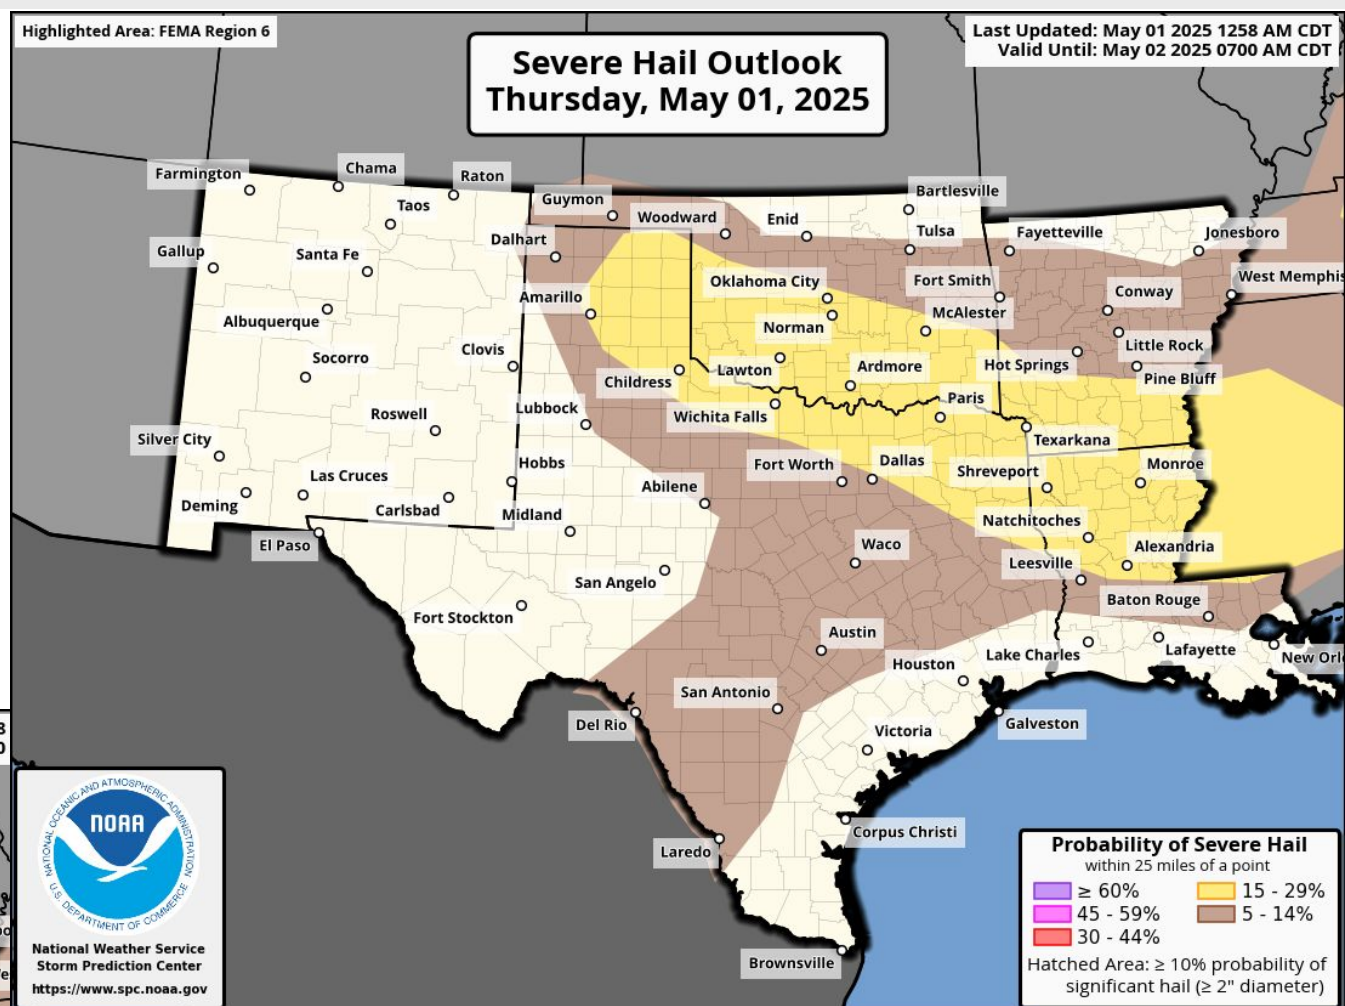 Highlighted Area: FEMA Region 6
Last Updated: May 01 2025 1258 AM CDT
Valid Until: May 02 2025 0700 AM CDT
Severe Hail Outlook
Thursday, May 01, 2025
Farmington
Chama
Raton
Taos
Guymon
Woodward
Enid
Bartlesville
Gallup
Santa Fe
Dalhart
Tulsa
Fayetteville
Jonesboro
Albuquerque
Amarillo
Oklahoma City
Fort Smith
Conway
West Memphis
Norman
McAlester
Little Rock
Socorro
Clovis
Childress
Lawton
Ardmore
Hot Springs
Pine Bluff
Roswell
Lubbock
Wichita Falls
Paris
Texarkana
Silver City
Las Cruces
Hobbs
Fort Worth
Dallas
Shreveport
Monroe
Deming
Carlsbad
Midland
Abilene
Natchitoches
El Paso
San Angelo
Waco
Leesville
Alexandria
Fort Stockton
Austin
Baton Rouge
Houston
Lake Charles
Lafayette
New Orl
Del Rio
San Antonio
Victoria
Galveston
Laredo
Corpus Christi
Brownsville
8
0
NATIONAL OCEANIC AND ATMOSPHERIC ADMINISTRATION
NOAA
U.S. DEPARTMENT OF COMMERCE
National Weather Service
Storm Prediction Center
https://www.spc.noaa.gov
Probability of Severe Hail
within 25 miles of a point
≥ 60%
15 - 29%
45 - 59%
5 - 14%
30 - 44%
Hatched Area: ≥ 10% probability of
significant hail (≥ 2" diameter)